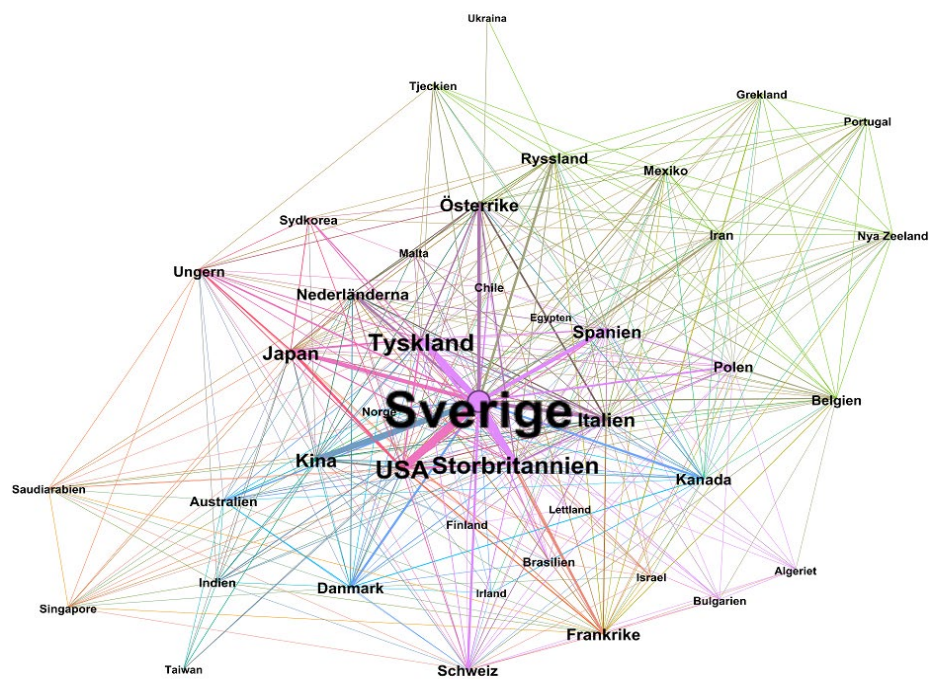 Ukraina
Tjeckien
Grekland
Portugal
Ryssland
Mexiko
Österrike
Sydkorea
Iran
Nya Zeeland
Malta
Ungern
Chile
Nederländerna
Egypten
Spanien
Tyskland
Japan
Polen
Belgien
Sverige
Norge
Italien
Kina
USA
Storbritannien
Kanada
Saudiarabien
Australien
Lettland
Finland
Brasilien
Algeriet
Israel
Indien
Danmark
Irland
Bulgarien
Singapore
Frankrike
Taiwan
Schweiz